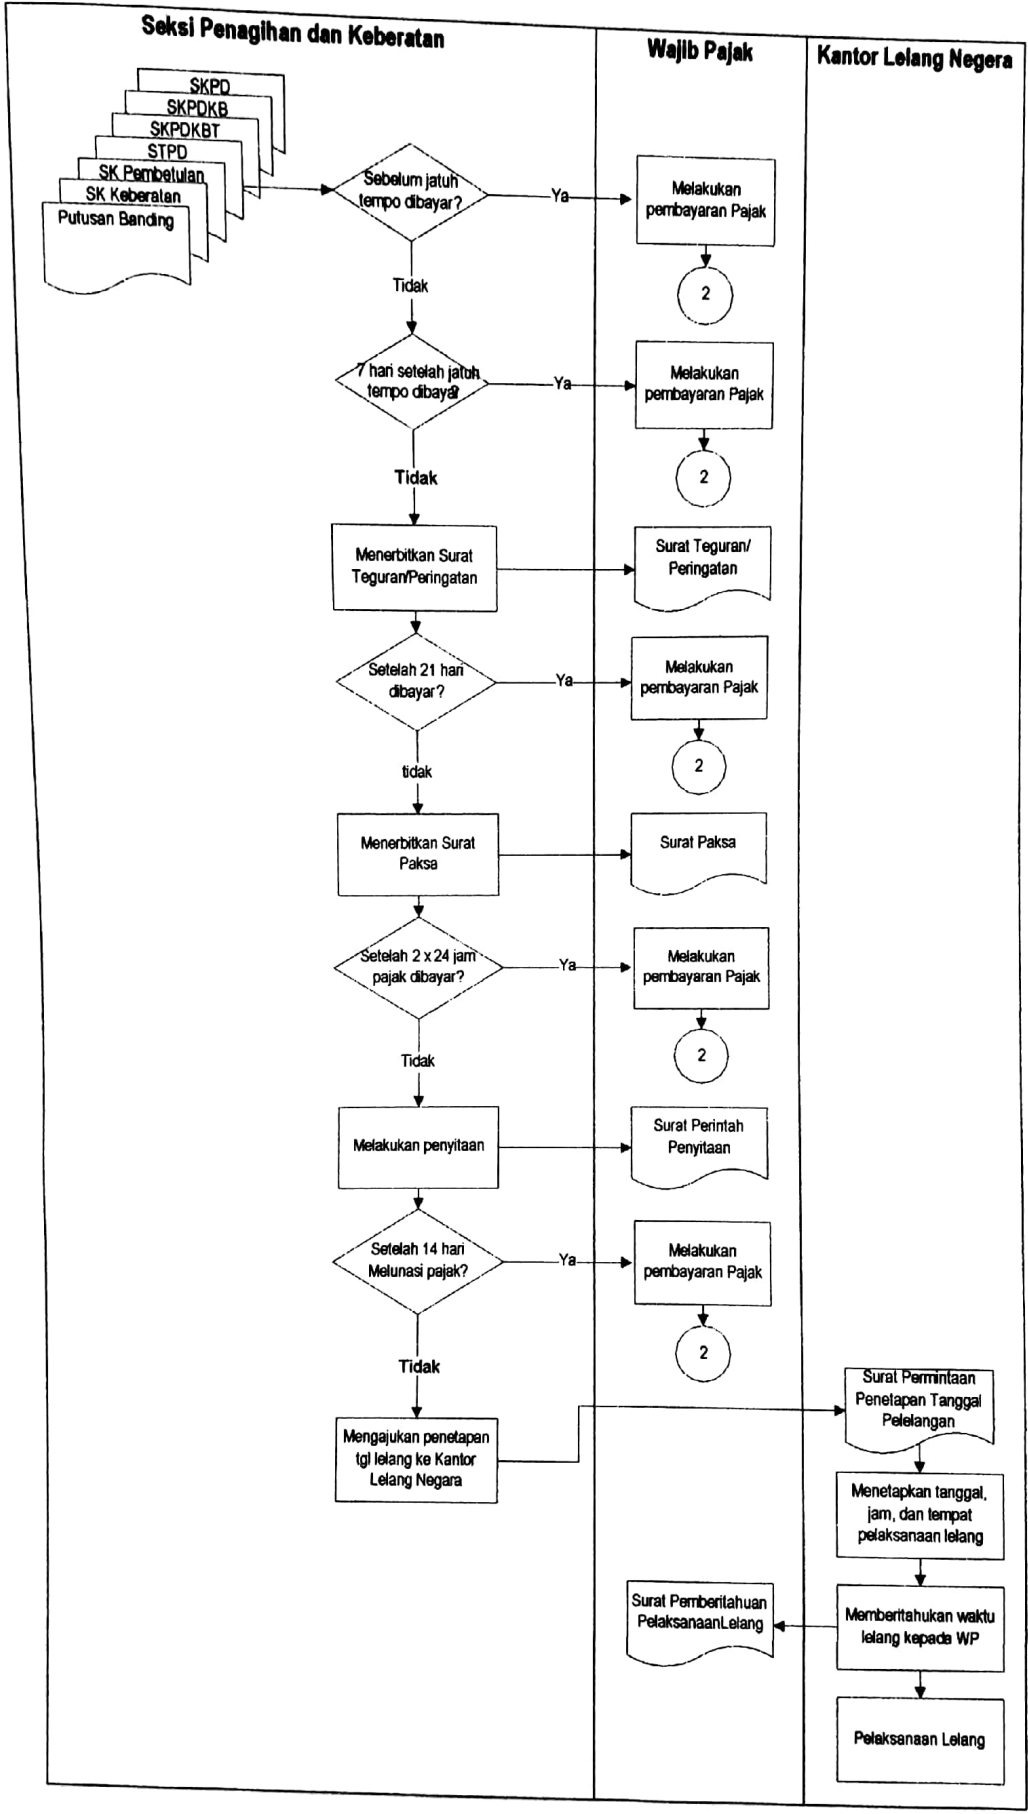 Seksi Penagihan dan Keberatan
Wajib Pajak
Kantor Lelang Negera
SKPD
SKPDKB
SKPDKBT
STPD
SK Pembetulan
SK Keberatan
Putusan Banding
Sebelum jatuh
tempo dibayar?
Ya
Melakukan
pembayaran Pajak
2
Tidak
7 hari setelah jatuh
tempo dibayar?
Ya
Melakukan
pembayaran Pajak
2
Tidak
Menerbitkan Surat
Teguran/Peringatan
Surat Teguran/
Peringatan
Setelah 21 hari
dibayar?
Ya
Melakukan
pembayaran Pajak
2
tidak
Menerbitkan Surat
Paksa
Surat Paksa
Setelah 2 x 24 jam
pajak dibayar?
Ya
Melakukan
pembayaran Pajak
2
Tidak
Melakukan penyitaan
Surat Perintah
Penyitaan
Setelah 14 hari
Melunasi pajak?
Ya
Melakukan
pembayaran Pajak
2
Tidak
Mengajukan penetapan
tgl lelang ke Kantor
Lelang Negara
Surat Permintaan
Penetapan Tanggal
Pelelangan
Menetapkan tanggal,
jam, dan tempat
pelaksanaan lelang
Memberitahukan waktu
lelang kepada WP
Surat Pemberitahuan
PelaksanaanLelang
Pelaksanaan Lelang